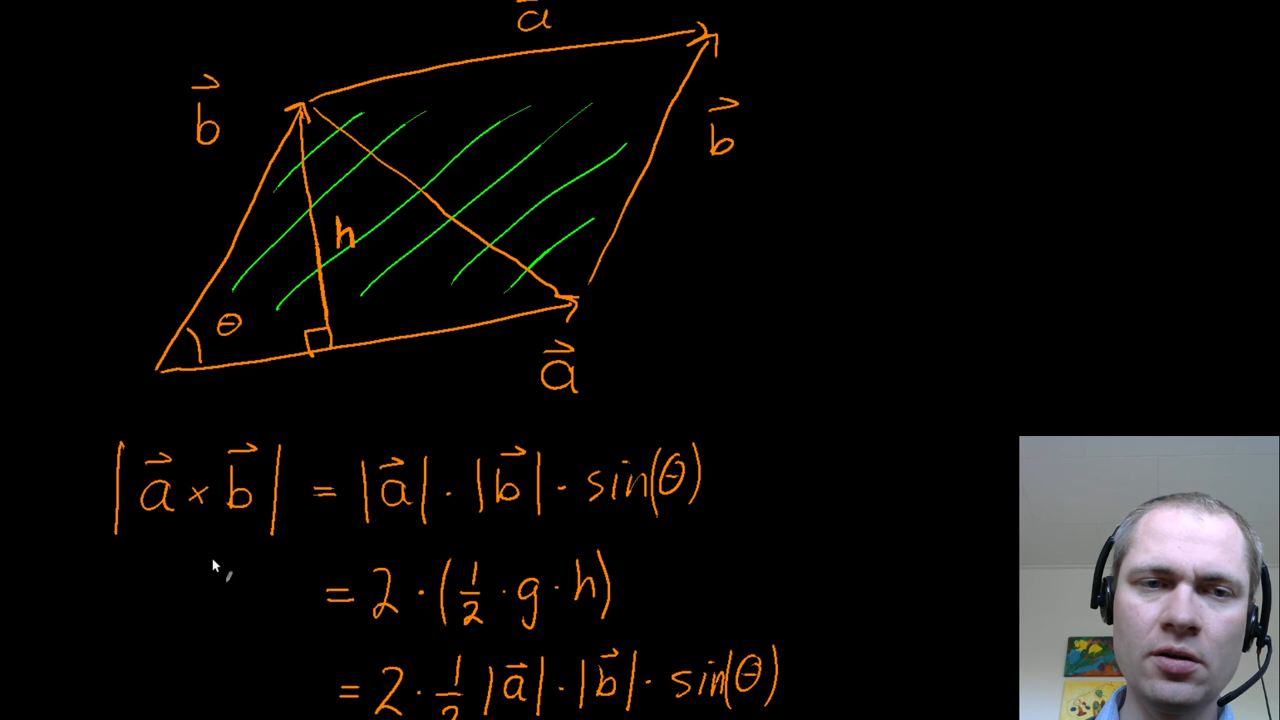 a⃗
b⃗
b⃗
h
θ
a⃗
|a⃗ × b⃗| = |a⃗| · |b⃗| · sin(θ)
= 2 · (1/2 · g · h)
= 2 · 1/2 |a⃗| · |b⃗| · sin(θ)